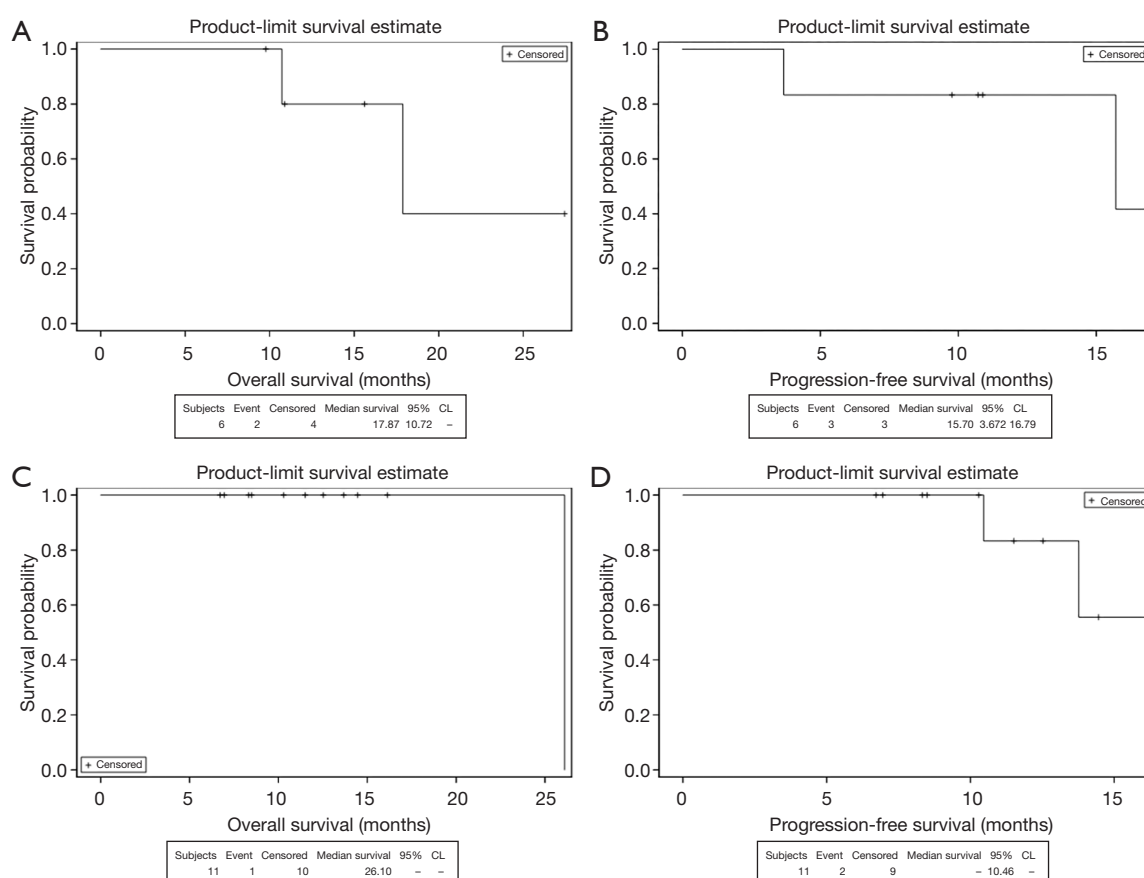 A
Product-limit survival estimate
+ Censored
1.0
0.8
0.6
0.4
0.2
0.0
Survival probability
0 5 10 15 20 25
Overall survival (months)
Subjects Event Censored Median survival 95% CL
6 2 4 17.87 10.72 –
B
Product-limit survival estimate
+ Censored
1.0
0.8
0.6
0.4
0.2
0.0
Survival probability
0 5 10 15
Progression-free survival (months)
Subjects Event Censored Median survival 95% CL
6 3 3 15.70 3.672 16.79
C
Product-limit survival estimate
1.0
0.8
0.6
0.4
0.2
0.0
Survival probability
+ Censored
0 5 10 15 20 25
Overall survival (months)
Subjects Event Censored Median survival 95% CL
11 1 10 26.10 – –
D
Product-limit survival estimate
+ Censored
1.0
0.8
0.6
0.4
0.2
0.0
Survival probability
0 5 10 15
Progression-free survival (months)
Subjects Event Censored Median survival 95% CL
11 2 9 – 10.46 –